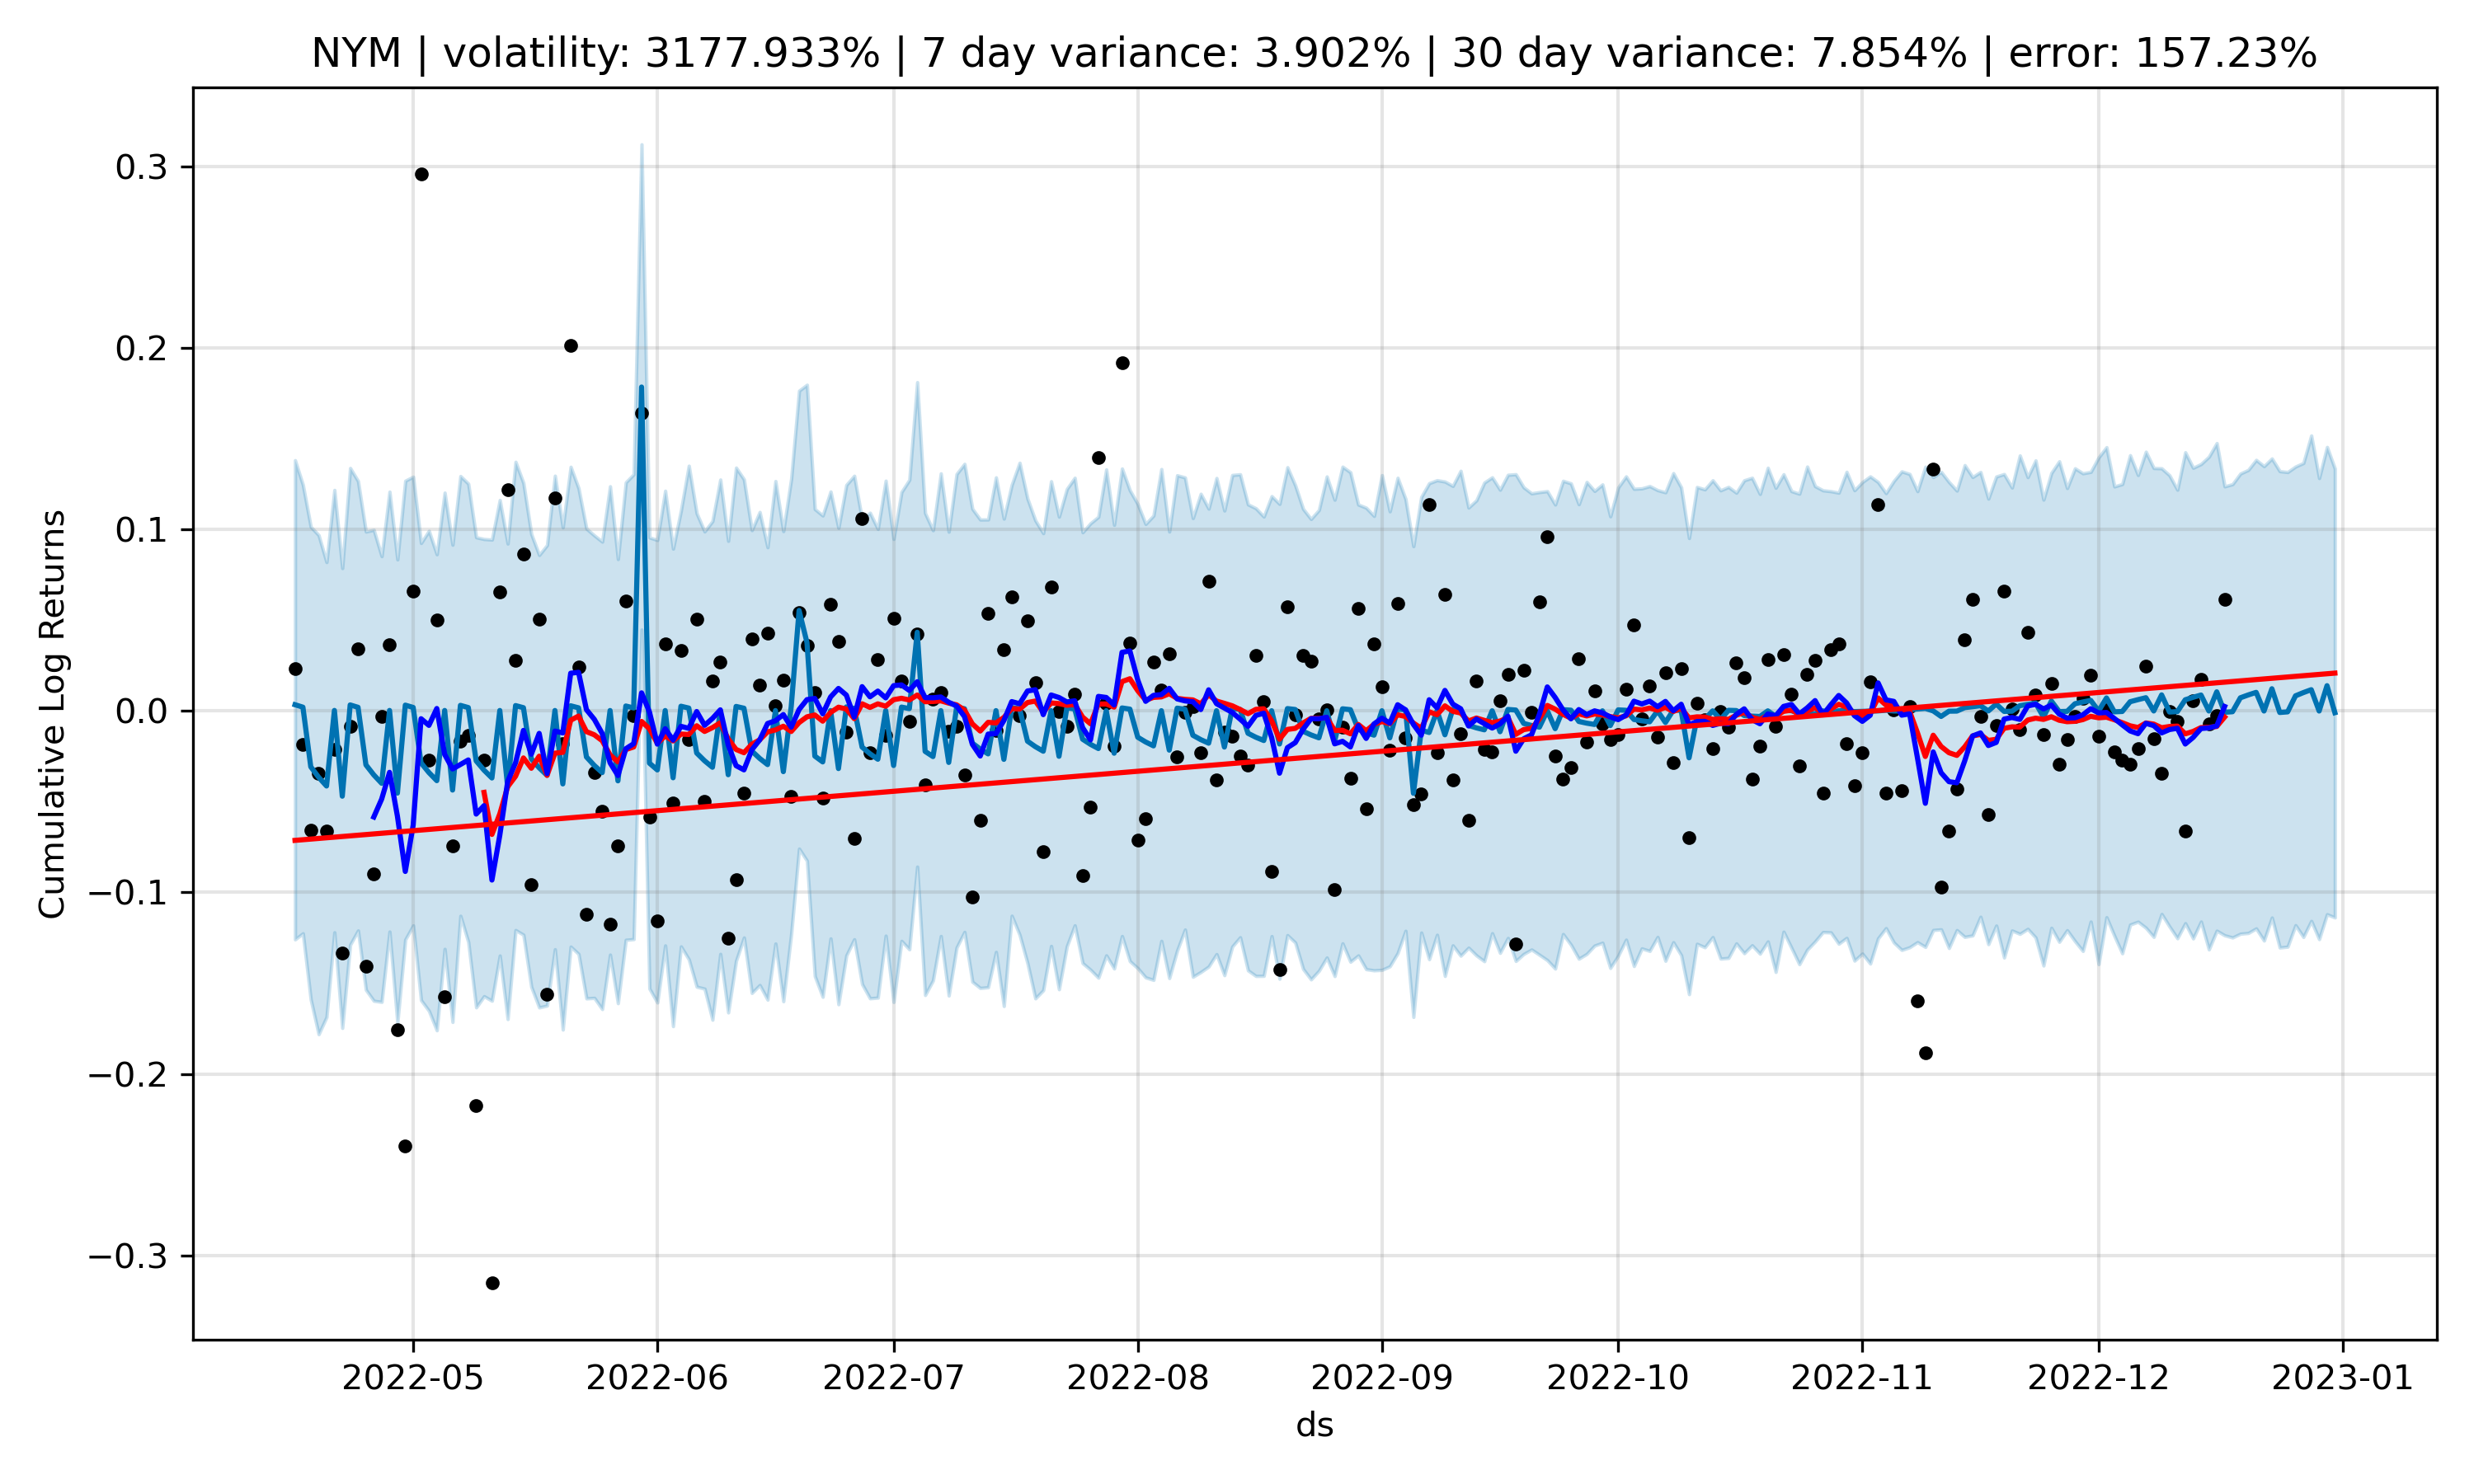 NYM | volatility: 3177.933% | 7 day variance: 3.902% | 30 day variance: 7.854% | error: 157.23%
Cumulative Log Returns
0.3
0.2
0.1
0.0
−0.1
−0.2
−0.3
2022-05 2022-06 2022-07 2022-08 2022-09 2022-10 2022-11 2022-12 2023-01
ds